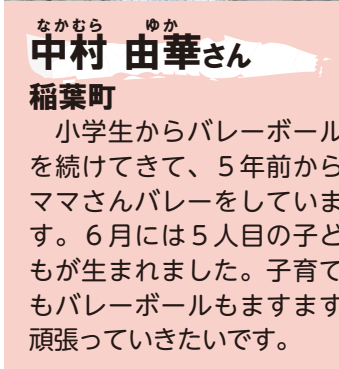 なかむら ゆか
中村 由華さん
稲葉町
　小学生からバレーボール
を続けてきて、５年前から
ママさんバレーをしていま
す。６月には５人目の子ど
もが生まれました。子育て
もバレーボールもますます
頑張っていきたいです。